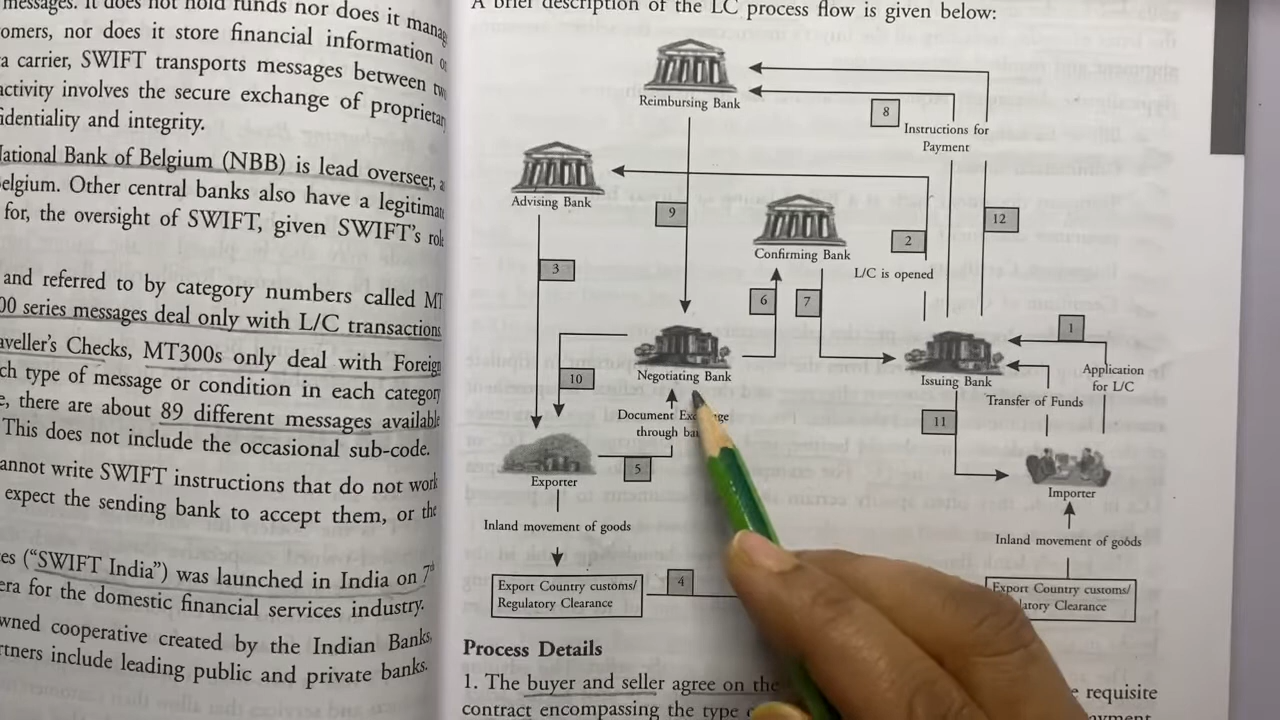 messages. It does not hold funds nor does it
omers, nor does it store financial information
a carrier, SWIFT transports messages between
activity involves the secure exchange of
identiality and integrity.
National Bank of Belgium (NBB) is lead overseer,
elgium. Other central banks also have a
for, the oversight of SWIFT, given SWIFT's
and referred to by category numbers called MT
00 series messages deal only with L/C transactions
aveller's Checks, MT300s only deal with Foreign
ch type of message or condition in each category
e, there are about 89 different messages available
This does not include the occasional sub-code.
annot write SWIFT instructions that do not work
expect the sending bank to accept them, or the
es ("SWIFT India") was launched in India on 7th
era for the domestic financial services industry.
wned cooperative created by the Indian Banks,
rtners include leading public and private banks.
A brief description of the LC process flow is given below:
Reimbursing Bank
8
Instructions for
Payment
Advising Bank
9
12
Confirming Bank
2
L/C is opened
3
6
7
1
Negotiating Bank
Issuing Bank
Application
for L/C
10
Transfer of Funds
Document
through
11
5
Exporter
Importer
Inland movement of goods
Inland movement of goods
Export Country customs/
Regulatory Clearance
4
Export Country customs/
latory Clearance
Process Details
1. The buyer and seller agree on the
requisite
contract encompassing the type